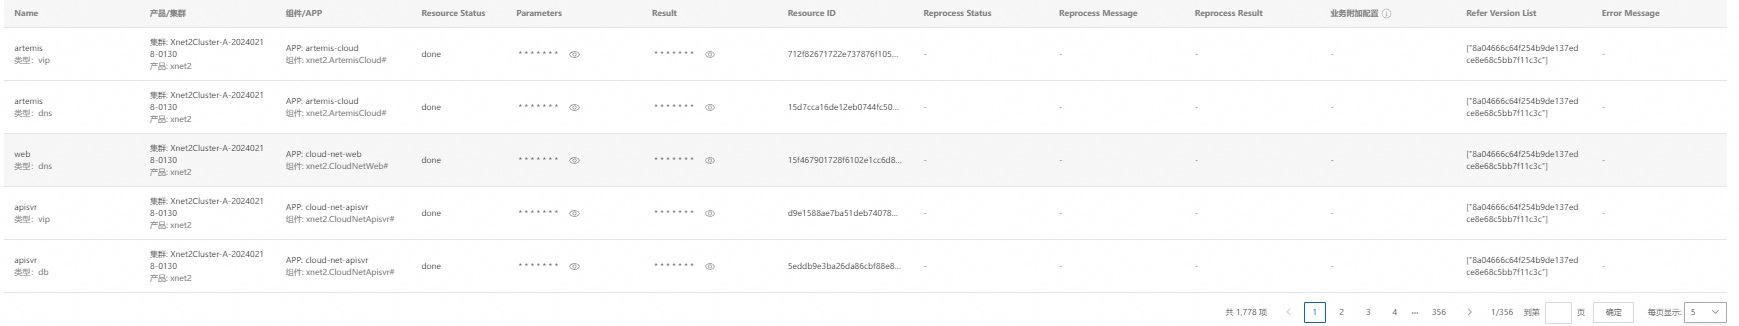 Name 产品/集群 组件/APP Resource Status Parameters Result Resource ID Reprocess Status Reprocess Message Reprocess Result 业务附加配置 Refer Version List Error Message
artemis
类型：vip
集群: Xnet2Cluster-A-2024021
8-0130
产品: xnet2
APP: artemis-cloud
组件: xnet2.ArtemisCloud#
done
*******
*******
712f82671722e737876f105...
-
-
-
-
["8a04666c64f254b9de137ed
ce8e68c5bb7f11c3c"]
-
artemis
类型：dns
集群: Xnet2Cluster-A-2024021
8-0130
产品: xnet2
APP: artemis-cloud
组件: xnet2.ArtemisCloud#
done
*******
*******
15d7cca16de12eb0744fc50...
-
-
-
-
["8a04666c64f254b9de137ed
ce8e68c5bb7f11c3c"]
-
web
类型：dns
集群: Xnet2Cluster-A-2024021
8-0130
产品: xnet2
APP: cloud-net-web
组件: xnet2.CloudNetWeb#
done
*******
*******
15f467901728f6102e1cc6d8...
-
-
-
-
["8a04666c64f254b9de137ed
ce8e68c5bb7f11c3c"]
-
apisvr
类型：vip
集群: Xnet2Cluster-A-2024021
8-0130
产品: xnet2
APP: cloud-net-apisvr
组件: xnet2.CloudNetApisvr#
done
*******
*******
d9e1588ae7ba51deb74078...
-
-
-
-
["8a04666c64f254b9de137ed
ce8e68c5bb7f11c3c"]
-
apisvr
类型：db
集群: Xnet2Cluster-A-2024021
8-0130
产品: xnet2
APP: cloud-net-apisvr
组件: xnet2.CloudNetApisvr#
done
*******
*******
5eddb9e3ba26da86cbf88e8...
-
-
-
-
["8a04666c64f254b9de137ed
ce8e68c5bb7f11c3c"]
-
共 1,778 项 < 1 2 3 4 ... 356 > 1/356 到第 页 确定 每页显示: 5